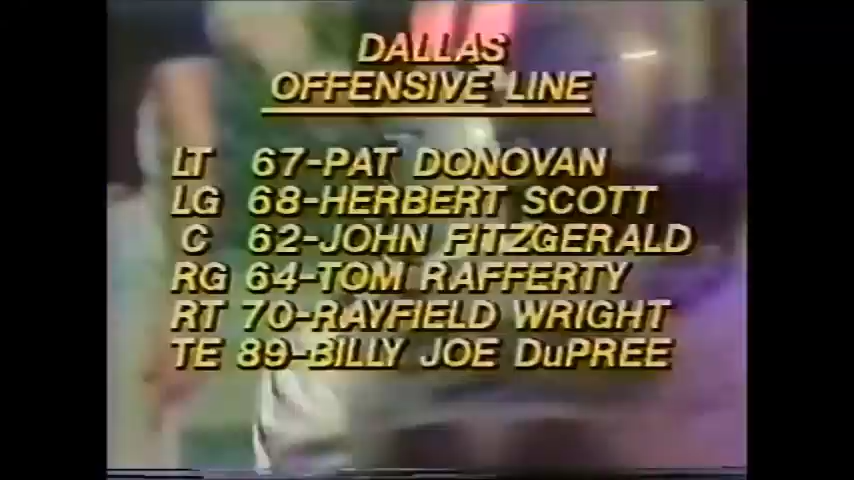 DALLAS
OFFENSIVE LINE
LT 67-PAT DONOVAN
LG 68-HERBERT SCOTT
C 62-JOHN FITZGERALD
RG 64-TOM RAFFERTY
RT 70-RAYFIELD WRIGHT
TE 89-BILLY JOE DuPREE